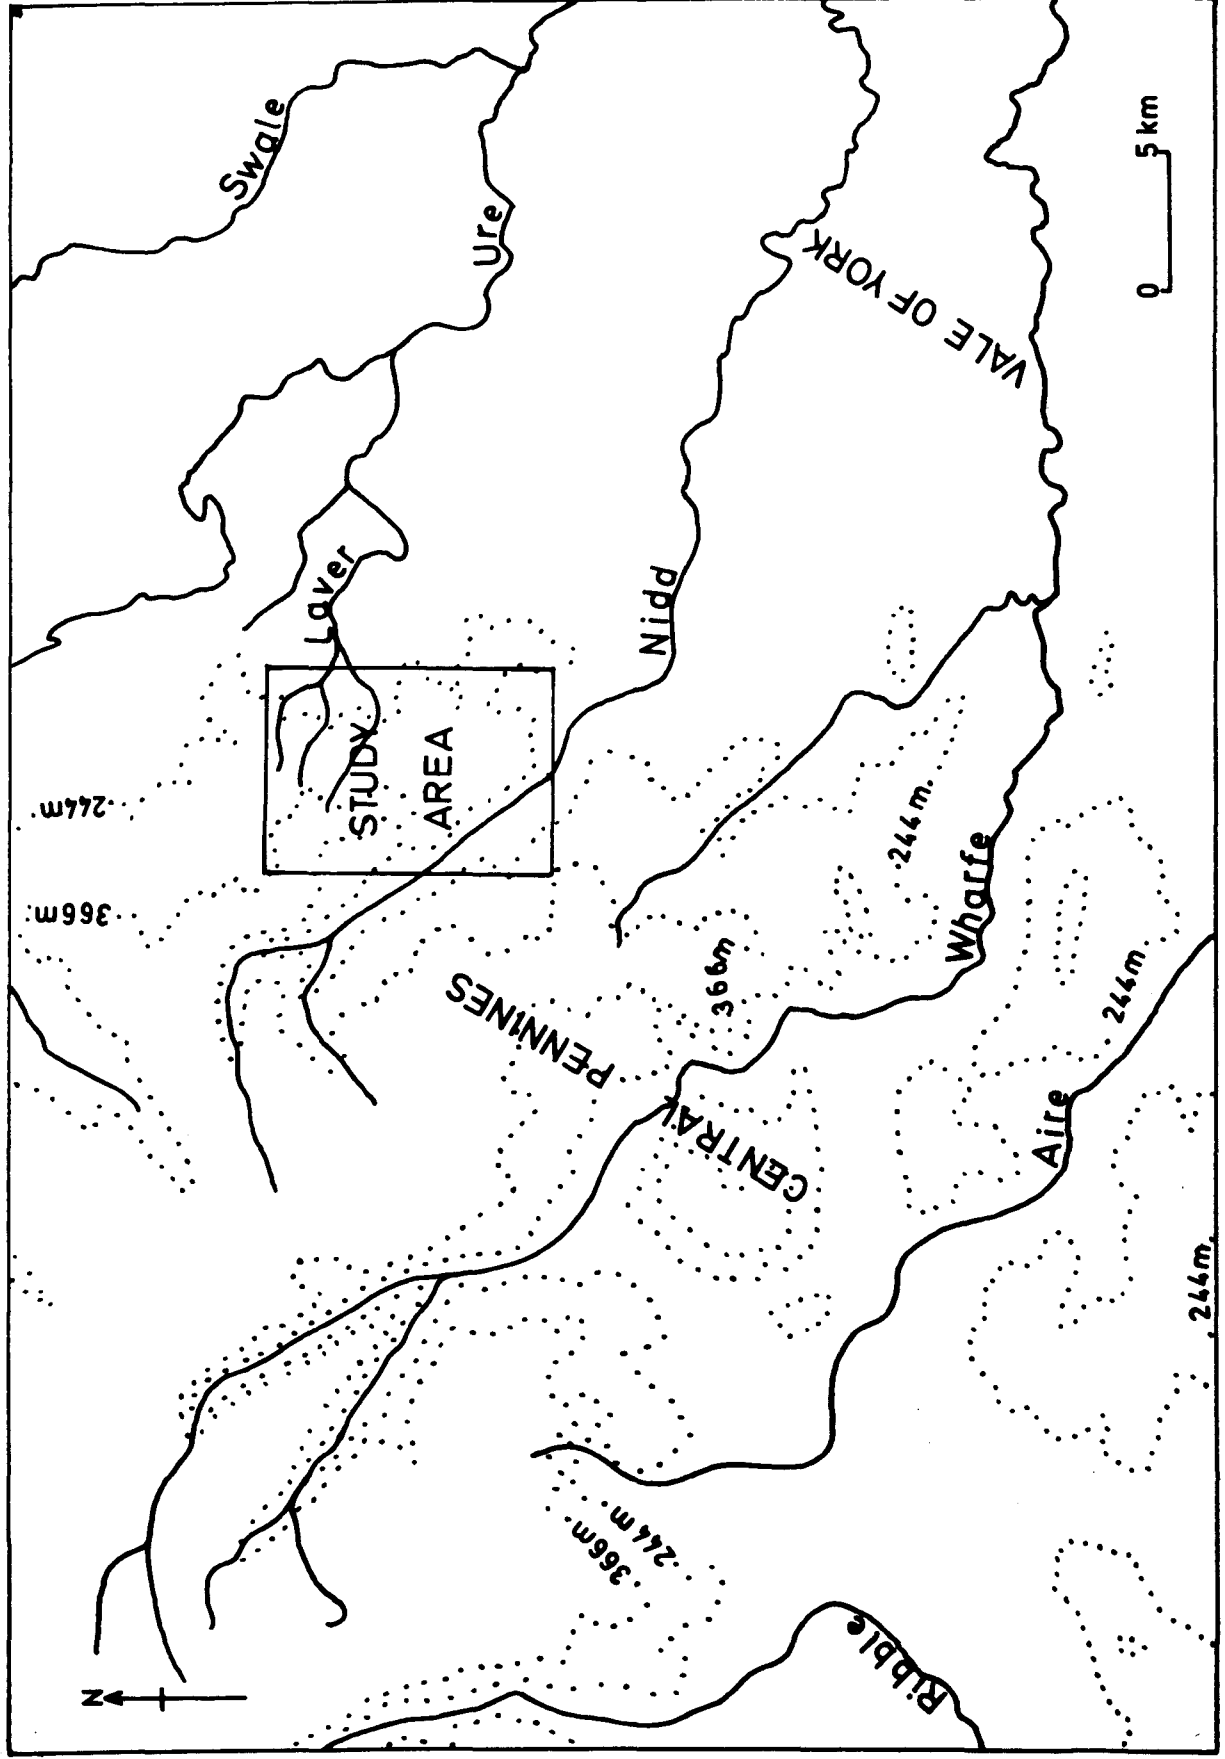 N
Swale
Ure
Laver
Nidd
STUDY
AREA
VALE OF YORK
CENTRAL PENNINES
Wharfe
Aire
Ribble
366m
244m
366m
244m
366m
244m
244m
244m
0 5 km